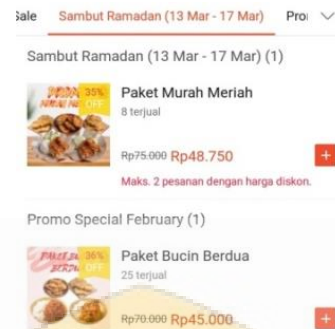 Sale Sambut Ramadan (13 Mar - 17 Mar) Pro
Sambut Ramadan (13 Mar - 17 Mar) (1)
35%
OFF
Paket Murah Meriah
8 terjual
Rp75.000 Rp48.750
+
Maks. 2 pesanan dengan harga diskon.
Promo Special February (1)
36%
OFF
Paket Bucin Berdua
25 terjual
Rp70.000 Rp45.000
+